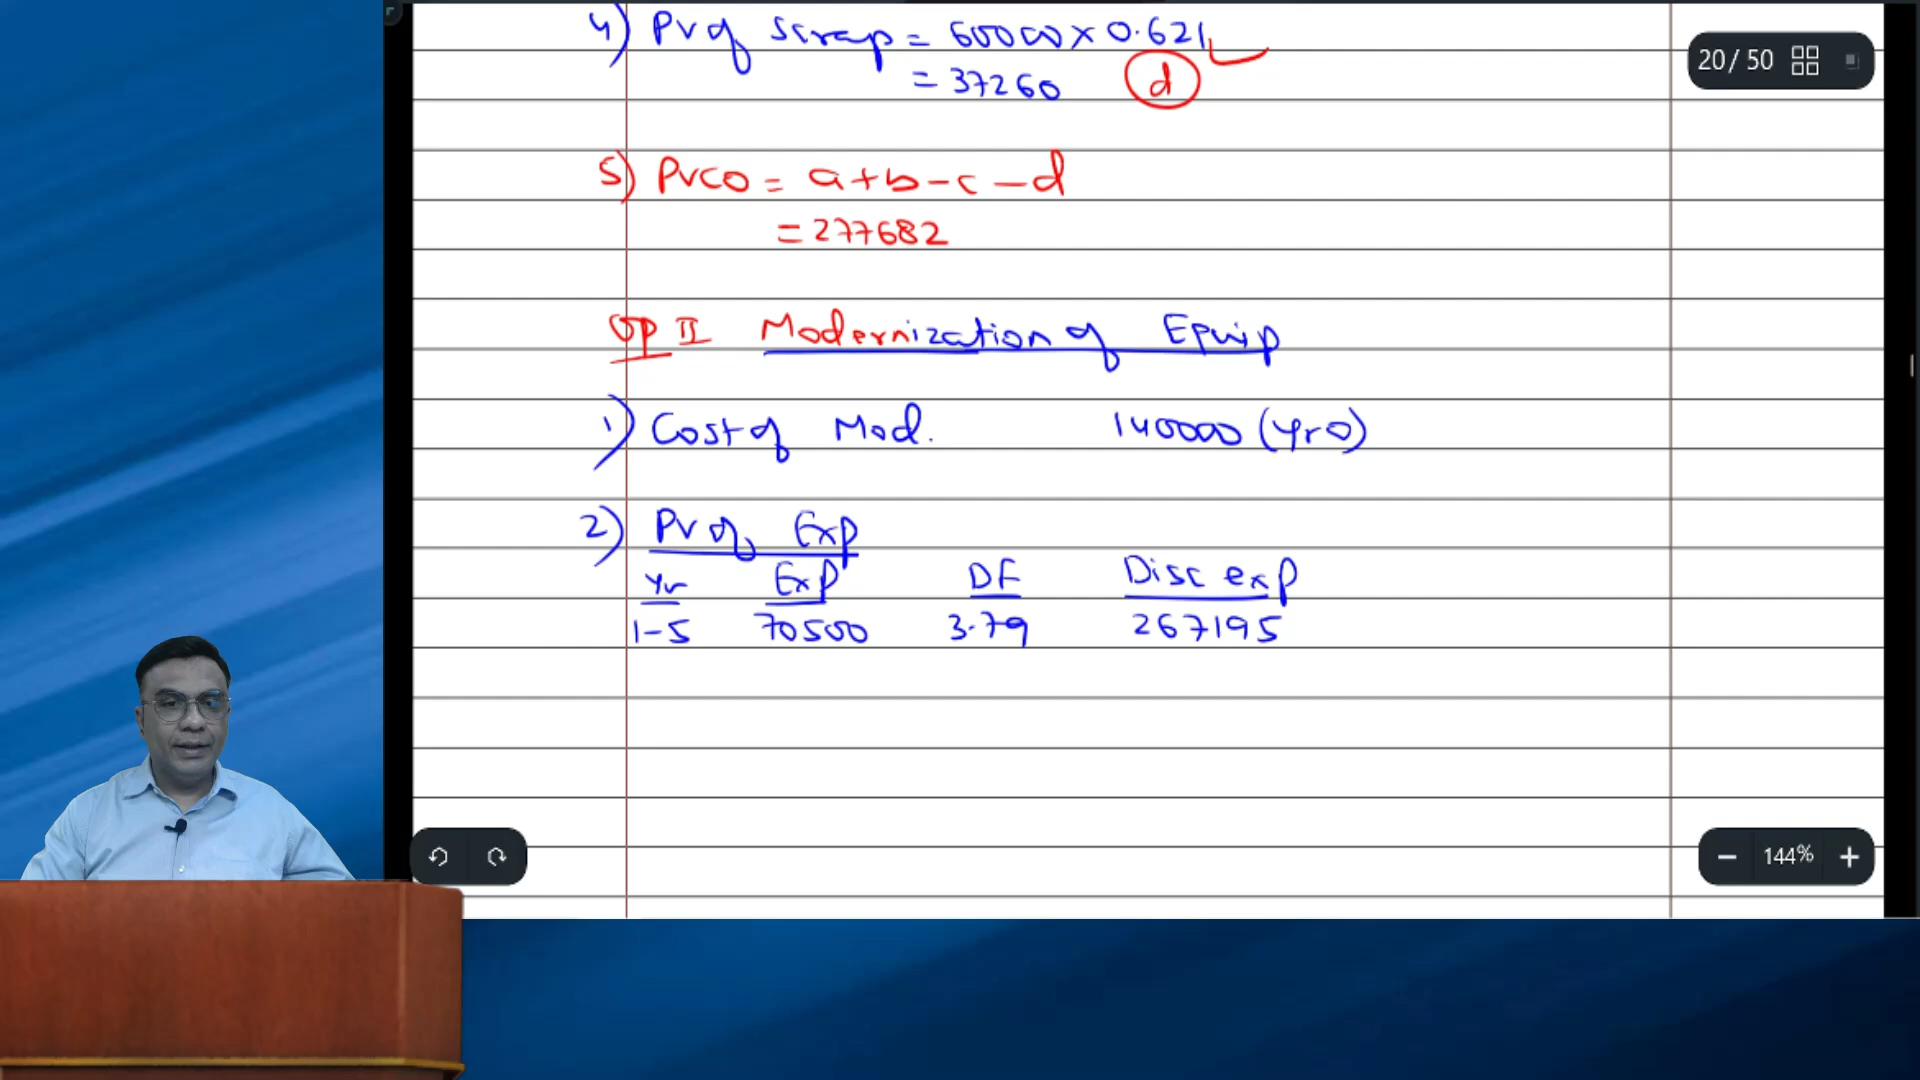 4) PV of Scrap = 60000 x 0.621
= 37260 d
20/ 50
5) PVCO = a+b-c-d
= 277682
Op II Modernization of Equip
1) Cost of Mod. 140000 (yr 0)
2) PV of Exp
Yr Exp DF Disc exp
1-5 70500 3.79 267195
144%